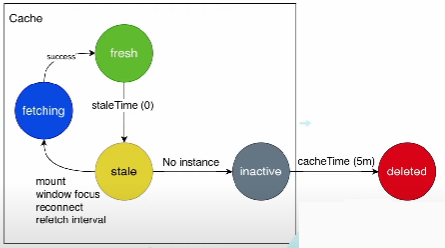 Cache
fresh
success
fetching
staleTime (0)
stale
No instance
inactive
cacheTime (5m)
deleted
mount
window focus
reconnect
refetch interval